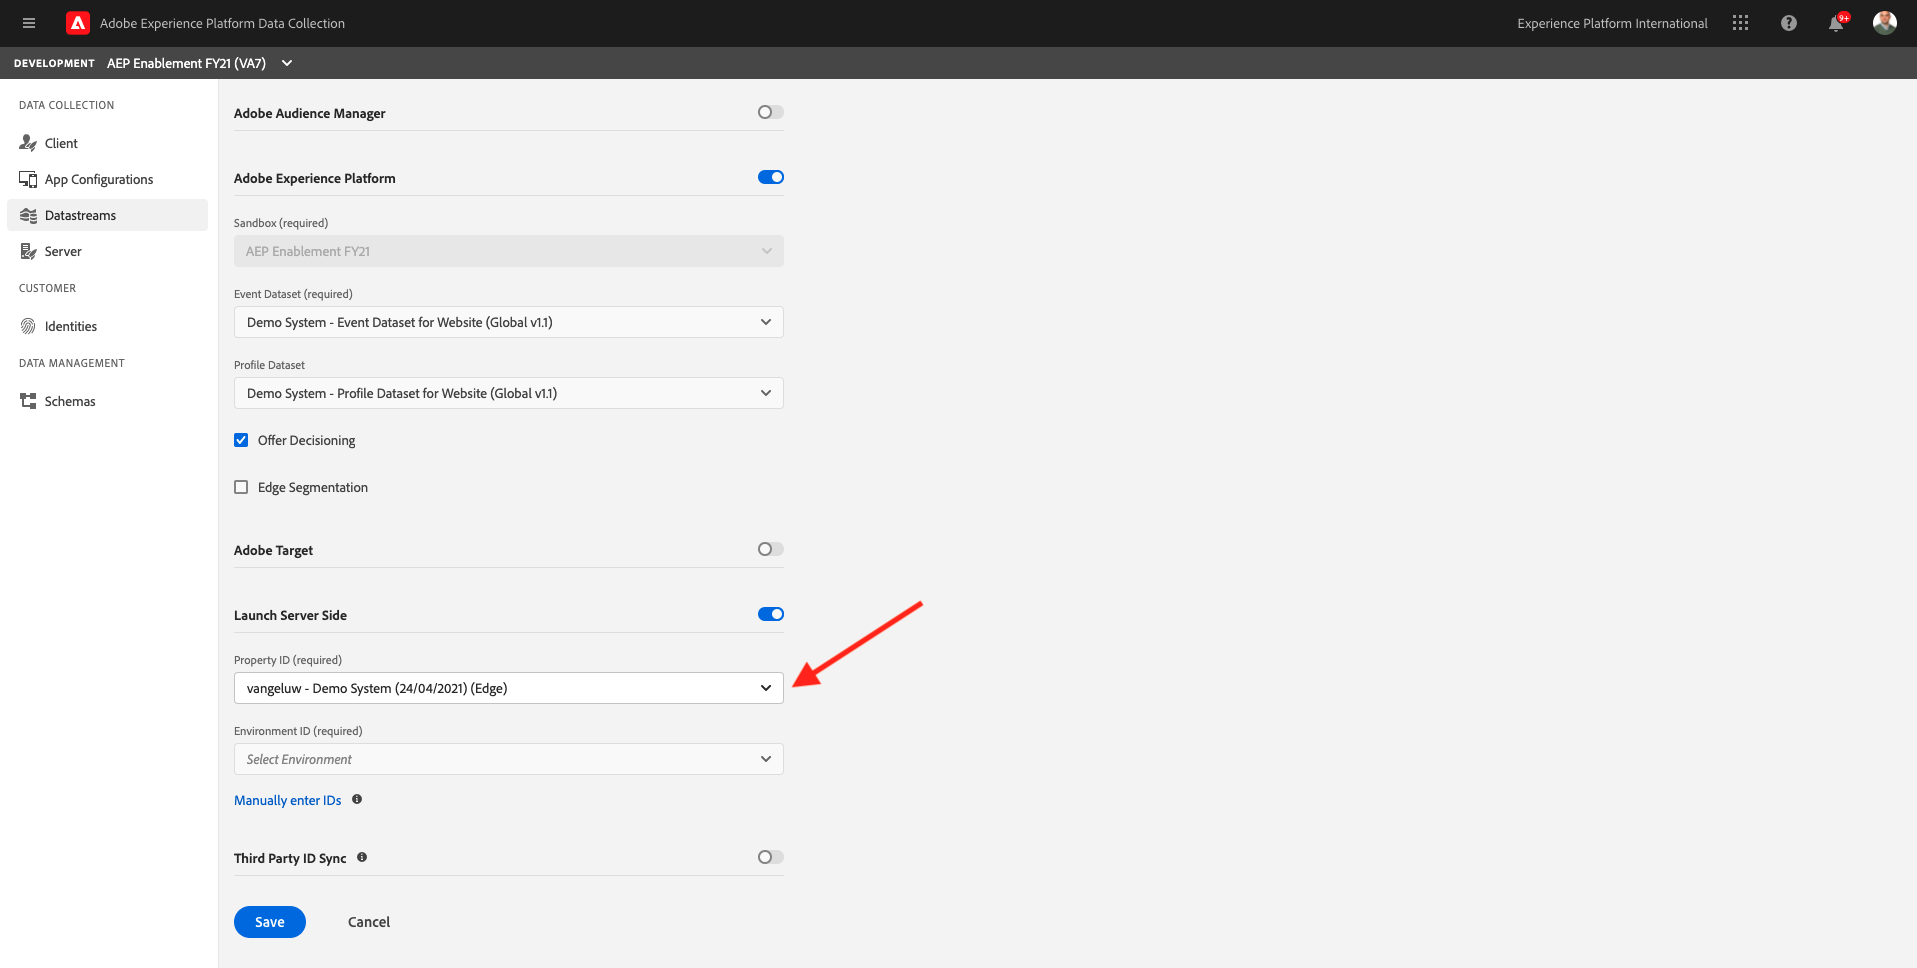 Adobe Experience Platform Data Collection
Experience Platform International
9+
DEVELOPMENT AEP Enablement FY21 (VA7)
DATA COLLECTION
Client
App Configurations
Datastreams
Server
CUSTOMER
Identities
DATA MANAGEMENT
Schemas
Adobe Audience Manager
Adobe Experience Platform
Sandbox (required)
AEP Enablement FY21
Event Dataset (required)
Demo System - Event Dataset for Website (Global v1.1)
Profile Dataset
Demo System - Profile Dataset for Website (Global v1.1)
Offer Decisioning
Edge Segmentation
Adobe Target
Launch Server Side
Property ID (required)
vangeluw - Demo System (24/04/2021) (Edge)
Environment ID (required)
Select Environment
Manually enter IDs
Third Party ID Sync
Save Cancel